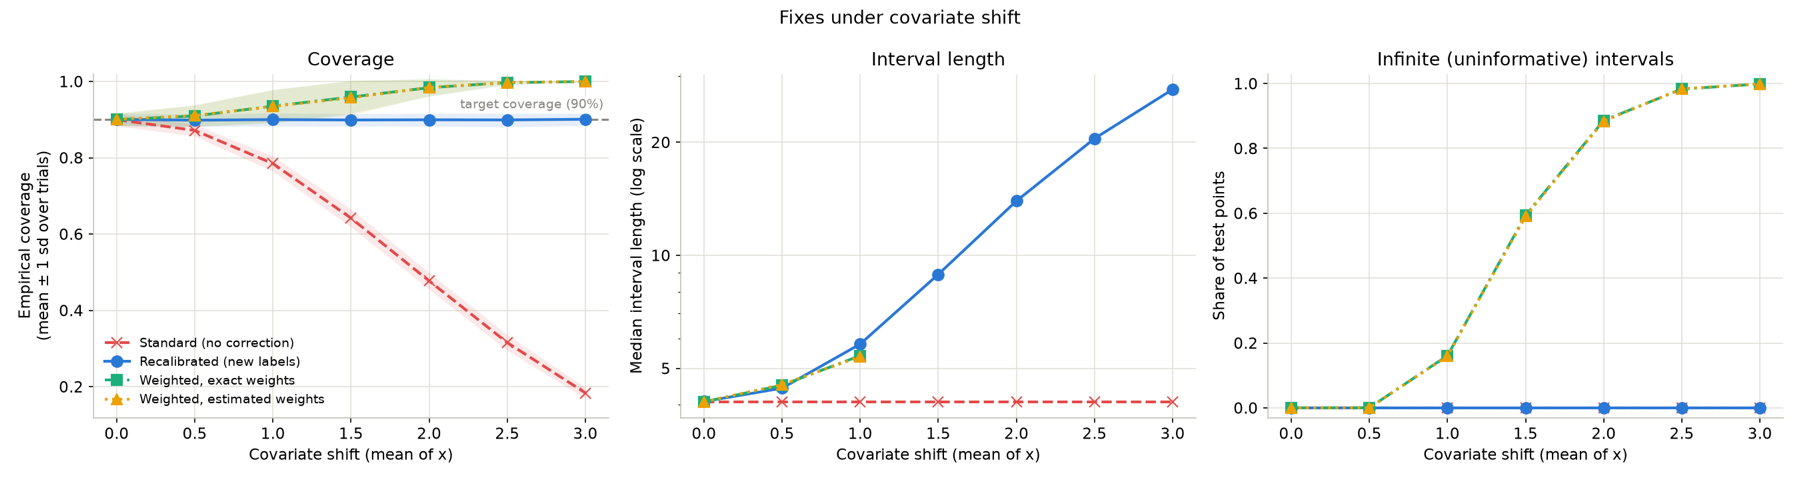 Fixes under covariate shift
Coverage
Empirical coverage
(mean ± 1 sd over trials)
1.0
0.8
0.6
0.4
0.2
target coverage (90%)
Standard (no correction)
Recalibrated (new labels)
Weighted, exact weights
Weighted, estimated weights
0.0 0.5 1.0 1.5 2.0 2.5 3.0
Covariate shift (mean of x)
Interval length
Median interval length (log scale)
20
10
5
0.0 0.5 1.0 1.5 2.0 2.5 3.0
Covariate shift (mean of x)
Infinite (uninformative) intervals
Share of test points
1.0
0.8
0.6
0.4
0.2
0.0
0.0 0.5 1.0 1.5 2.0 2.5 3.0
Covariate shift (mean of x)